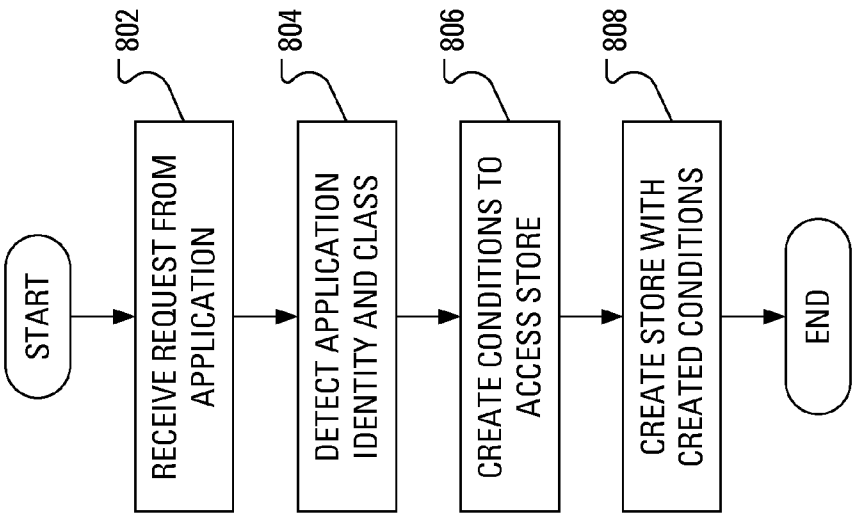 START
802
RECEIVE REQUEST FROM
APPLICATION
804
DETECT APPLICATION
IDENTITY AND CLASS
806
CREATE CONDITIONS TO
ACCESS STORE
808
CREATE STORE WITH
CREATED CONDITIONS
END